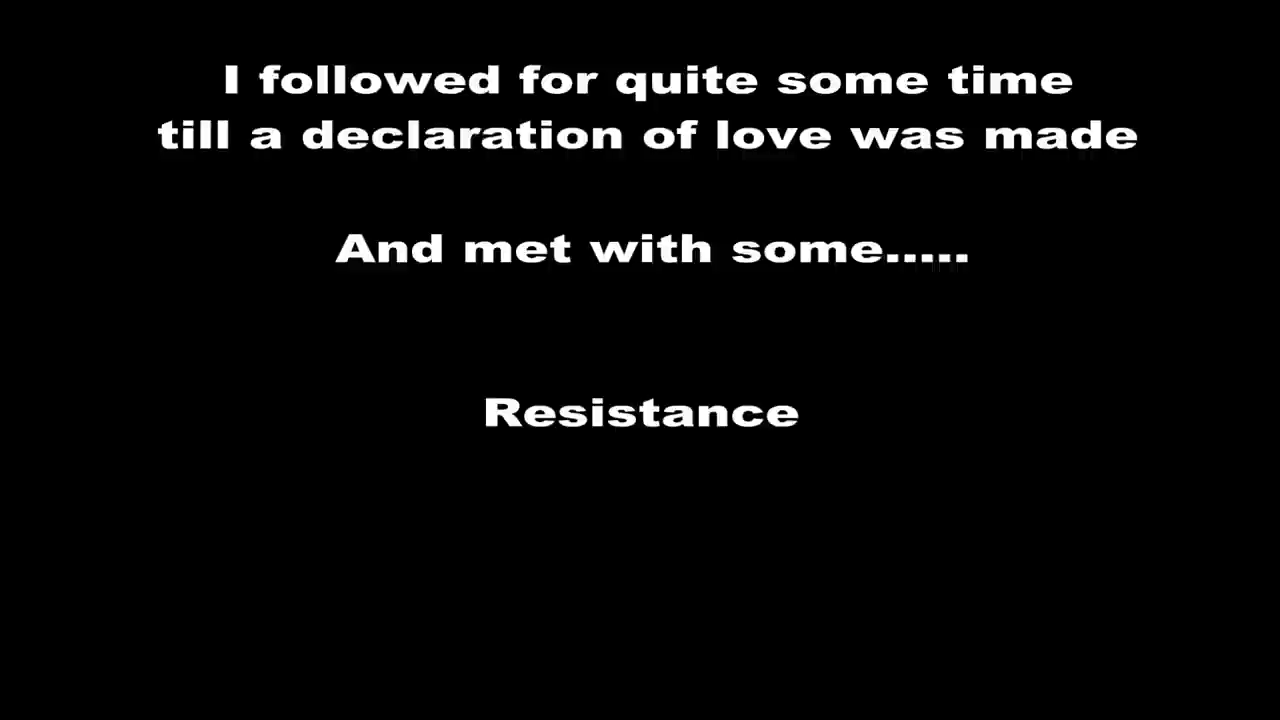 I followed for quite some time
till a declaration of love was made
And met with some.....
Resistance